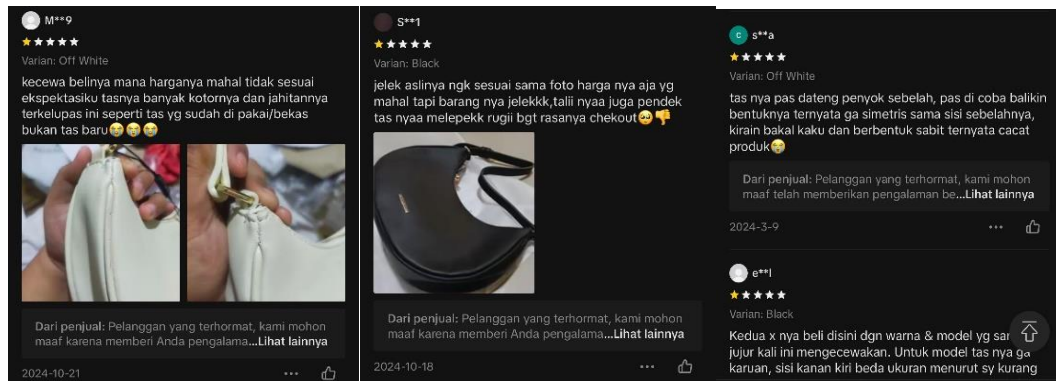 M**9
Varian: Off White
kecewa belinya mana harganya mahal tidak sesuai
ekspektasiku tasnya banyak kotornya dan jahitannya
terkelupas ini seperti tas yg sudah di pakai/bekas
bukan tas baru😭😭😭
Dari penjual: Pelanggan yang terhormat, kami mohon
maaf karena memberi Anda pengalama...Lihat lainnya
2024-10-21
S**1
Varian: Black
jelek aslinya ngk sesuai sama foto harga nya aja yg
mahal tapi barang nya jelekkk,talii nyaa juga pendek
tas nyaa melepekk rugii bgt rasanya chekout🥺👎
Dari penjual: Pelanggan yang terhormat, kami mohon
maaf karena memberi Anda pengalama...Lihat lainnya
2024-10-18
c
s**a
Varian: Off White
tas nya pas dateng penyok sebelah, pas di coba balikin
bentuknya ternyata ga simetris sama sisi sebelahnya,
kirain bakal kaku dan berbentuk sabit ternyata cacat
produk😭
Dari penjual: Pelanggan yang terhormat, kami mohon
maaf telah memberikan pengalaman be...Lihat lainnya
2024-3-9
e**l
Varian: Black
Kedua x nya beli disini dgn warna & model yg
jujur kali ini mengecewakan. Untuk model tas nya ga
karuan, sisi kanan kiri beda ukuran menurut sy kurang